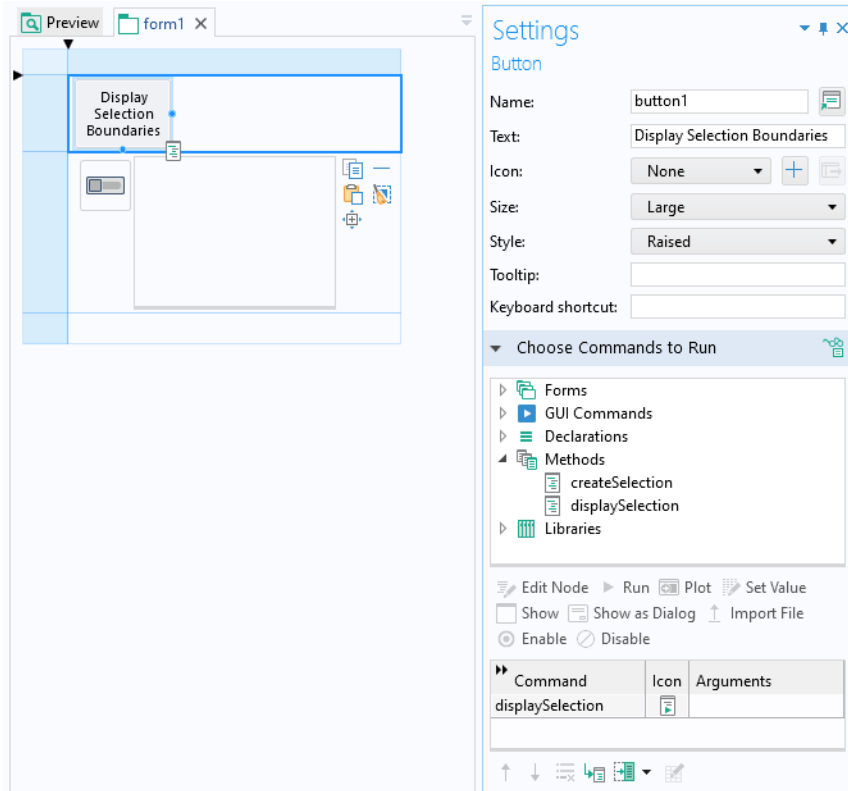 Preview
form1
Display
Selection
Boundaries
Settings
Button
Name: button1
Text: Display Selection Boundaries
Icon: None
Size: Large
Style: Raised
Tooltip:
Keyboard shortcut:
Choose Commands to Run
Forms
GUI Commands
Declarations
Methods
createSelection
displaySelection
Libraries
Edit Node Run Plot Set Value
Show Show as Dialog Import File
Enable Disable
Command Icon Arguments
displaySelection